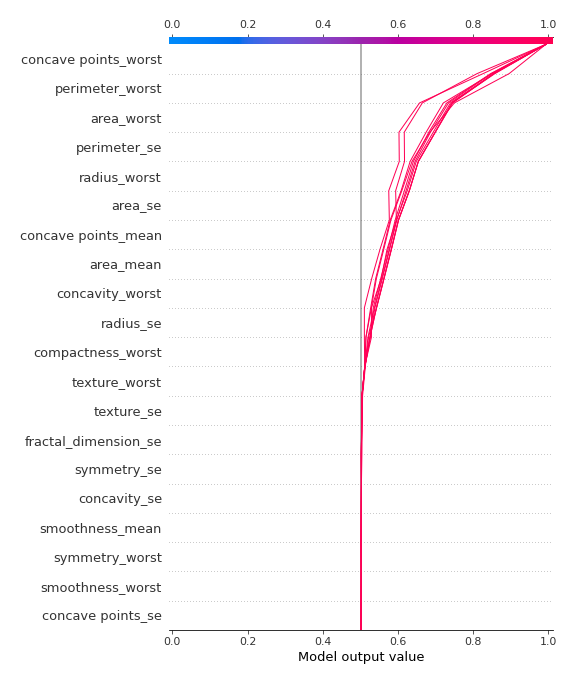 0.0 0.2 0.4 0.6 0.8 1.0
concave points_worst
perimeter_worst
area_worst
perimeter_se
radius_worst
area_se
concave points_mean
area_mean
concavity_worst
radius_se
compactness_worst
texture_worst
texture_se
fractal_dimension_se
symmetry_se
concavity_se
smoothness_mean
symmetry_worst
smoothness_worst
concave points_se
0.0 0.2 0.4 0.6 0.8 1.0
Model output value